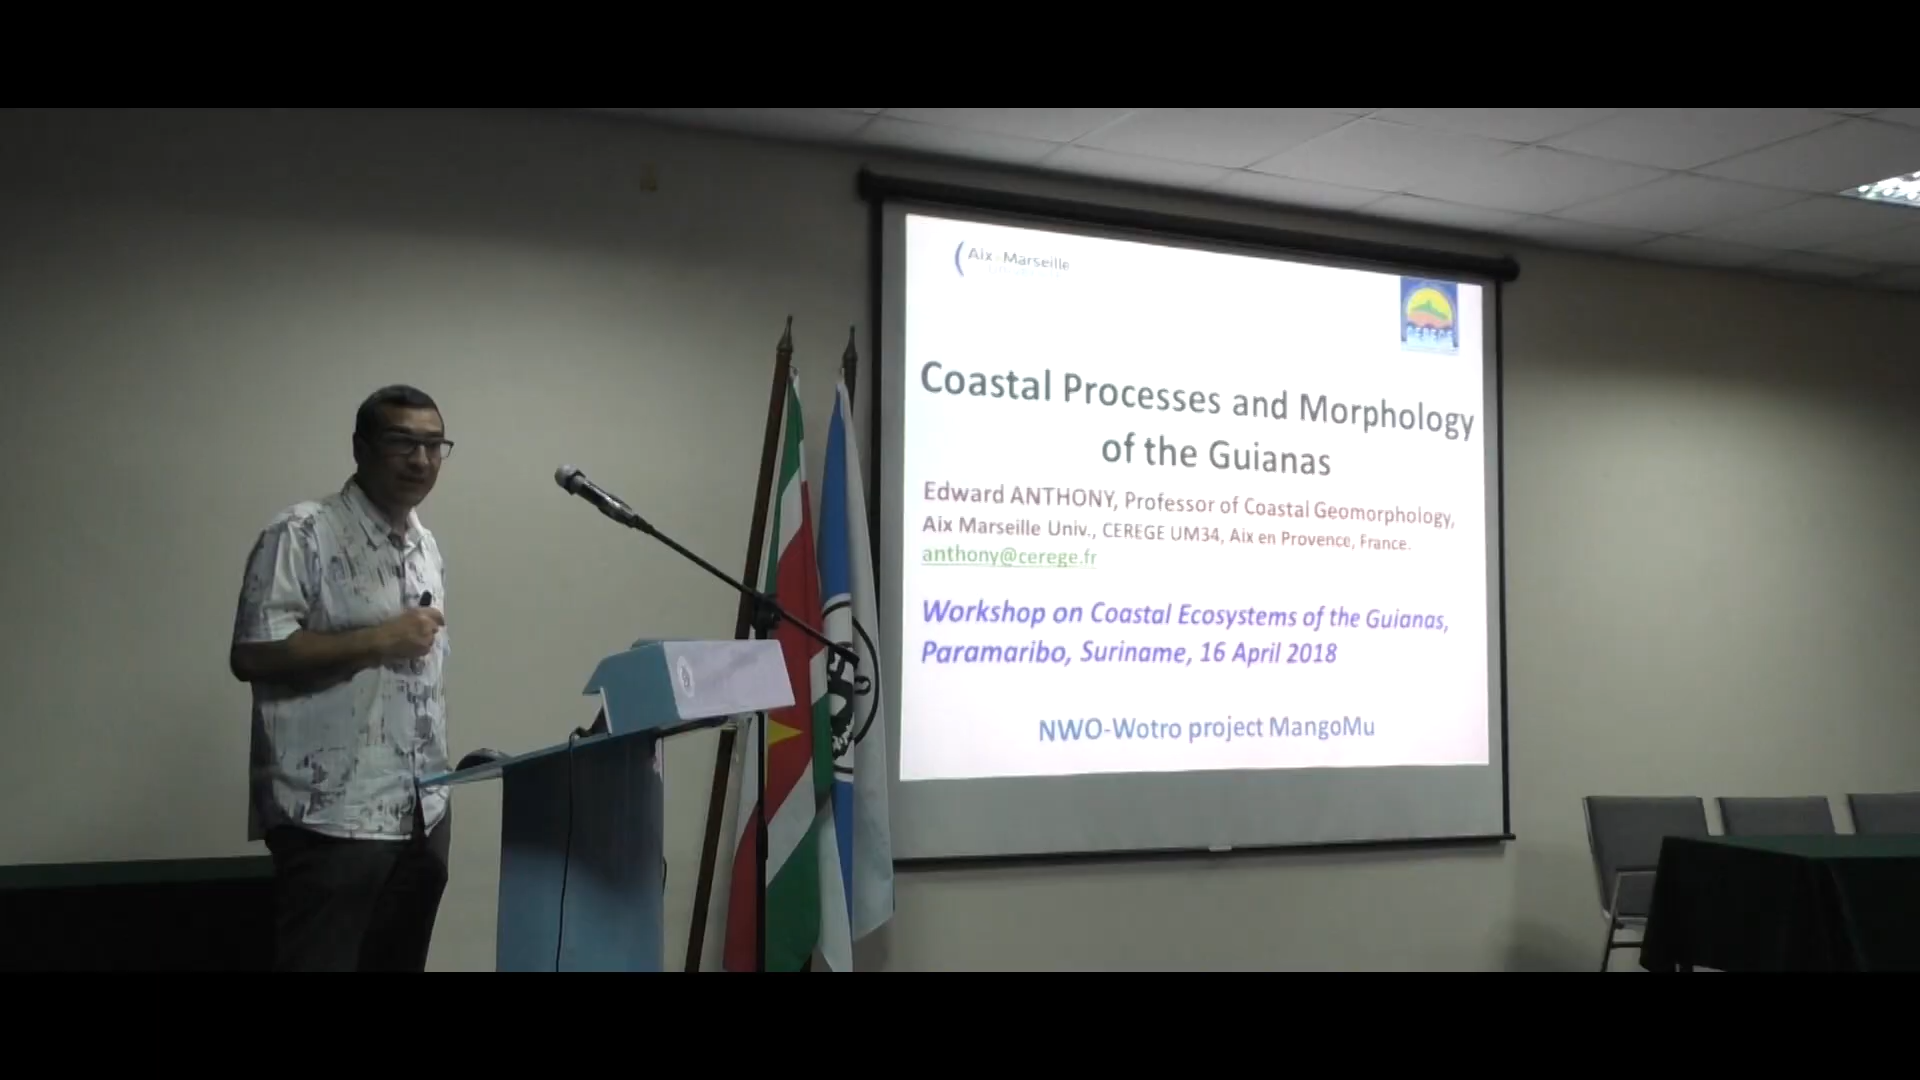 Aix Marseille
CEREGE
Coastal Processes and Morphology
of the Guianas
Edward ANTHONY, Professor of Coastal Geomorphology,
Aix Marseille Univ., CEREGE UM34, Aix en Provence, France.
anthony@cerege.fr
Workshop on Coastal Ecosystems of the Guianas,
Paramaribo, Suriname, 16 April 2018
NWO-Wotro project MangoMu